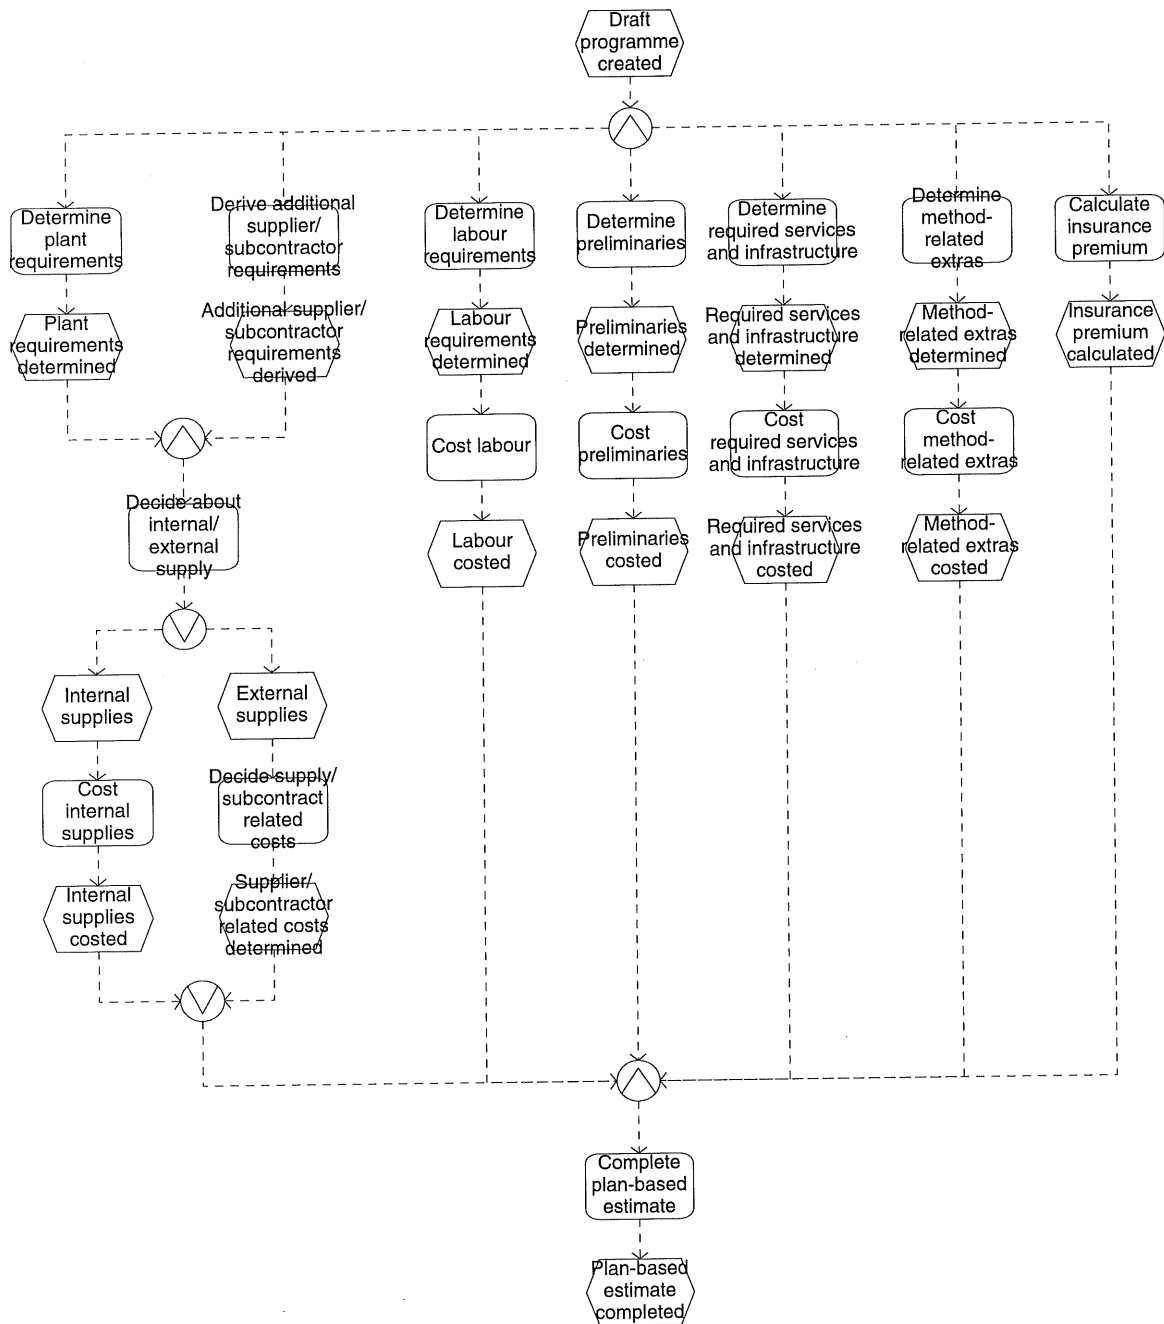 Draft
programme
created
Determine
plant
requirements
Derive additional
supplier/
subcontractor
requirements
Determine
labour
requirements
Determine
preliminaries
Determine
required services
and infrastructure
Determine
method-
related
extras
Calculate
insurance
premium
Plant
requirements
determined
Additional supplier/
subcontractor
requirements
derived
Labour
requirements
determined
Preliminaries
determined
Required services
and infrastructure
determined
Method-
related extras
determined
Insurance
premium
calculated
Cost labour
Cost
preliminaries
Cost
required services
and infrastructure
Cost
method-
related extras
Decide about
internal/
external
supply
Labour
costed
Preliminaries
costed
Required services
and infrastructure
costed
Method-
related extras
costed
Internal
supplies
External
supplies
Cost
internal
supplies
Decide supply/
subcontract
related
costs
Internal
supplies
costed
Supplier/
subcontractor
related costs
determined
Complete
plan-based
estimate
Plan-based
estimate
completed